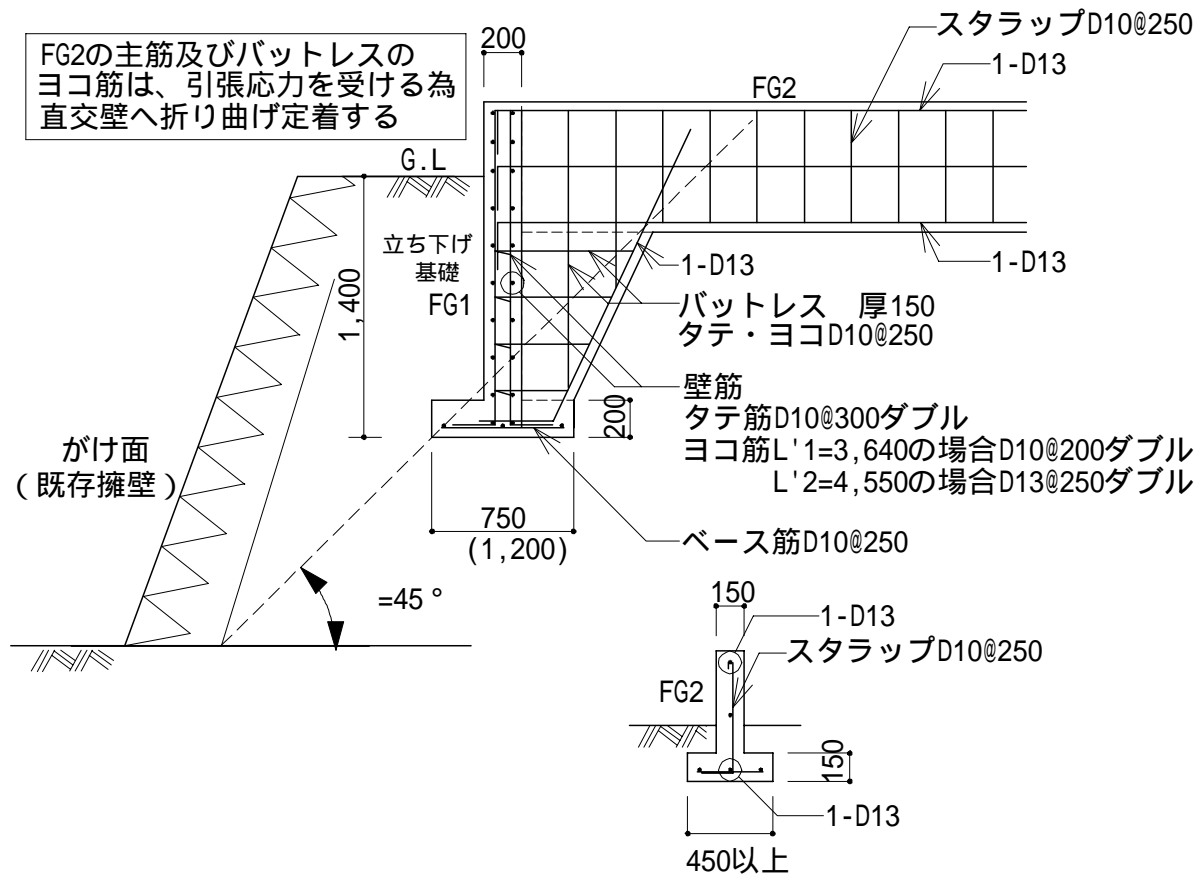 FG2の主筋及びバットレスの
ヨコ筋は、引張応力を受ける為
直交壁へ折り曲げ定着する
200
スタラップD10@250
1-D13
FG2
G.L
立ち下げ
基礎
FG1
1,400
1-D13
1-D13
バットレス 厚150
タテ・ヨコD10@250
壁筋
タテ筋D10@300ダブル
ヨコ筋L'1=3,640の場合D10@200ダブル
L'2=4,550の場合D13@250ダブル
200
がけ面
(既存擁壁)
750
(1,200)
ベース筋D10@250
=45°
150
1-D13
スタラップD10@250
FG2
150
1-D13
450以上